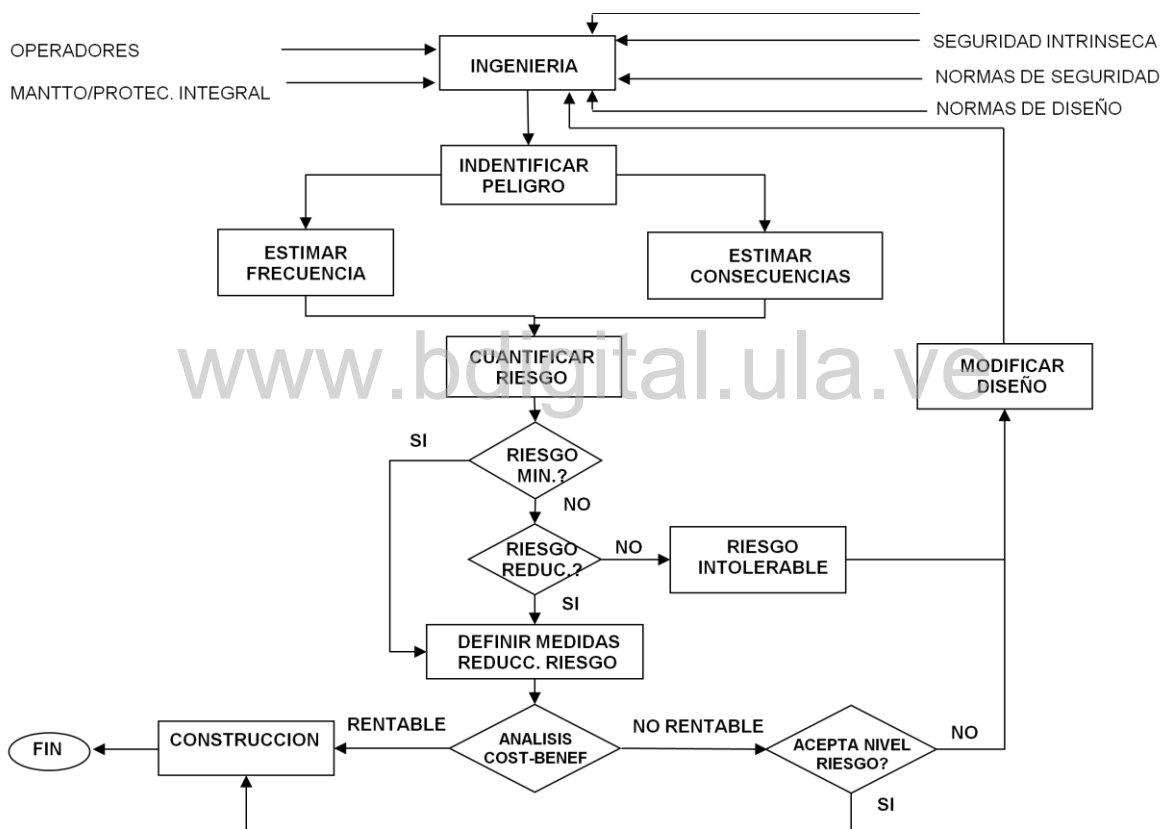 OPERADORES
MANTTO/PROTEC. INTEGRAL
INGENIERIA
SEGURIDAD INTRINSECA
NORMAS DE SEGURIDAD
NORMAS DE DISEÑO
INDENTIFICAR
PELIGRO
ESTIMAR
FRECUENCIA
ESTIMAR
CONSECUENCIAS
www.bdigital.ula.ve
CUANTIFICAR
RIESGO
MODIFICAR
DISEÑO
SI
RIESGO
MIN.?
NO
RIESGO
REDUC.?
NO
RIESGO
INTOLERABLE
SI
DEFINIR MEDIDAS
REDUCC. RIESGO
FIN
CONSTRUCCION
RENTABLE
ANALISIS
COST-BENEF
NO RENTABLE
ACEPTA NIVEL
RIESGO?
NO
SI